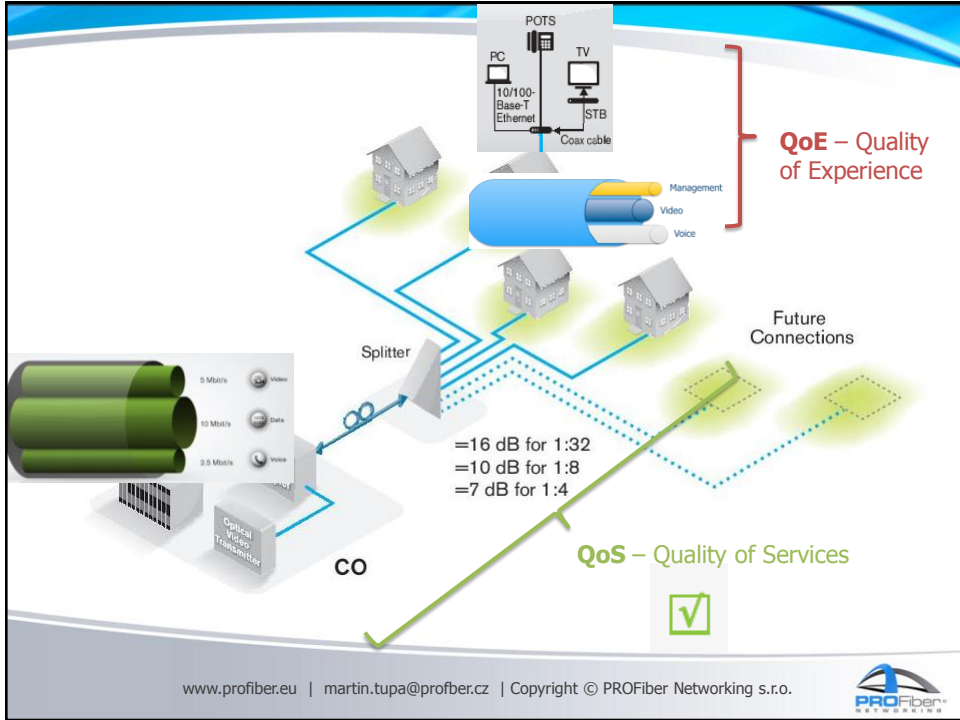 POTS
PC
TV
10/100-
Base-T
Ethernet
STB
Coax cable
QoE – Quality
of Experience
Management
Video
Voice
Future
Connections
Splitter
5 Mbit/s
Video
10 Mbit/s
Data
2.5 Mbit/s
Voice
=16 dB for 1:32
=10 dB for 1:8
=7 dB for 1:4
Optical
Video
Transmitter
CO
QoS – Quality of Services
www.profiber.eu | martin.tupa@profber.cz | Copyright © PROFiber Networking s.r.o.
PROFiber
NETWORKING